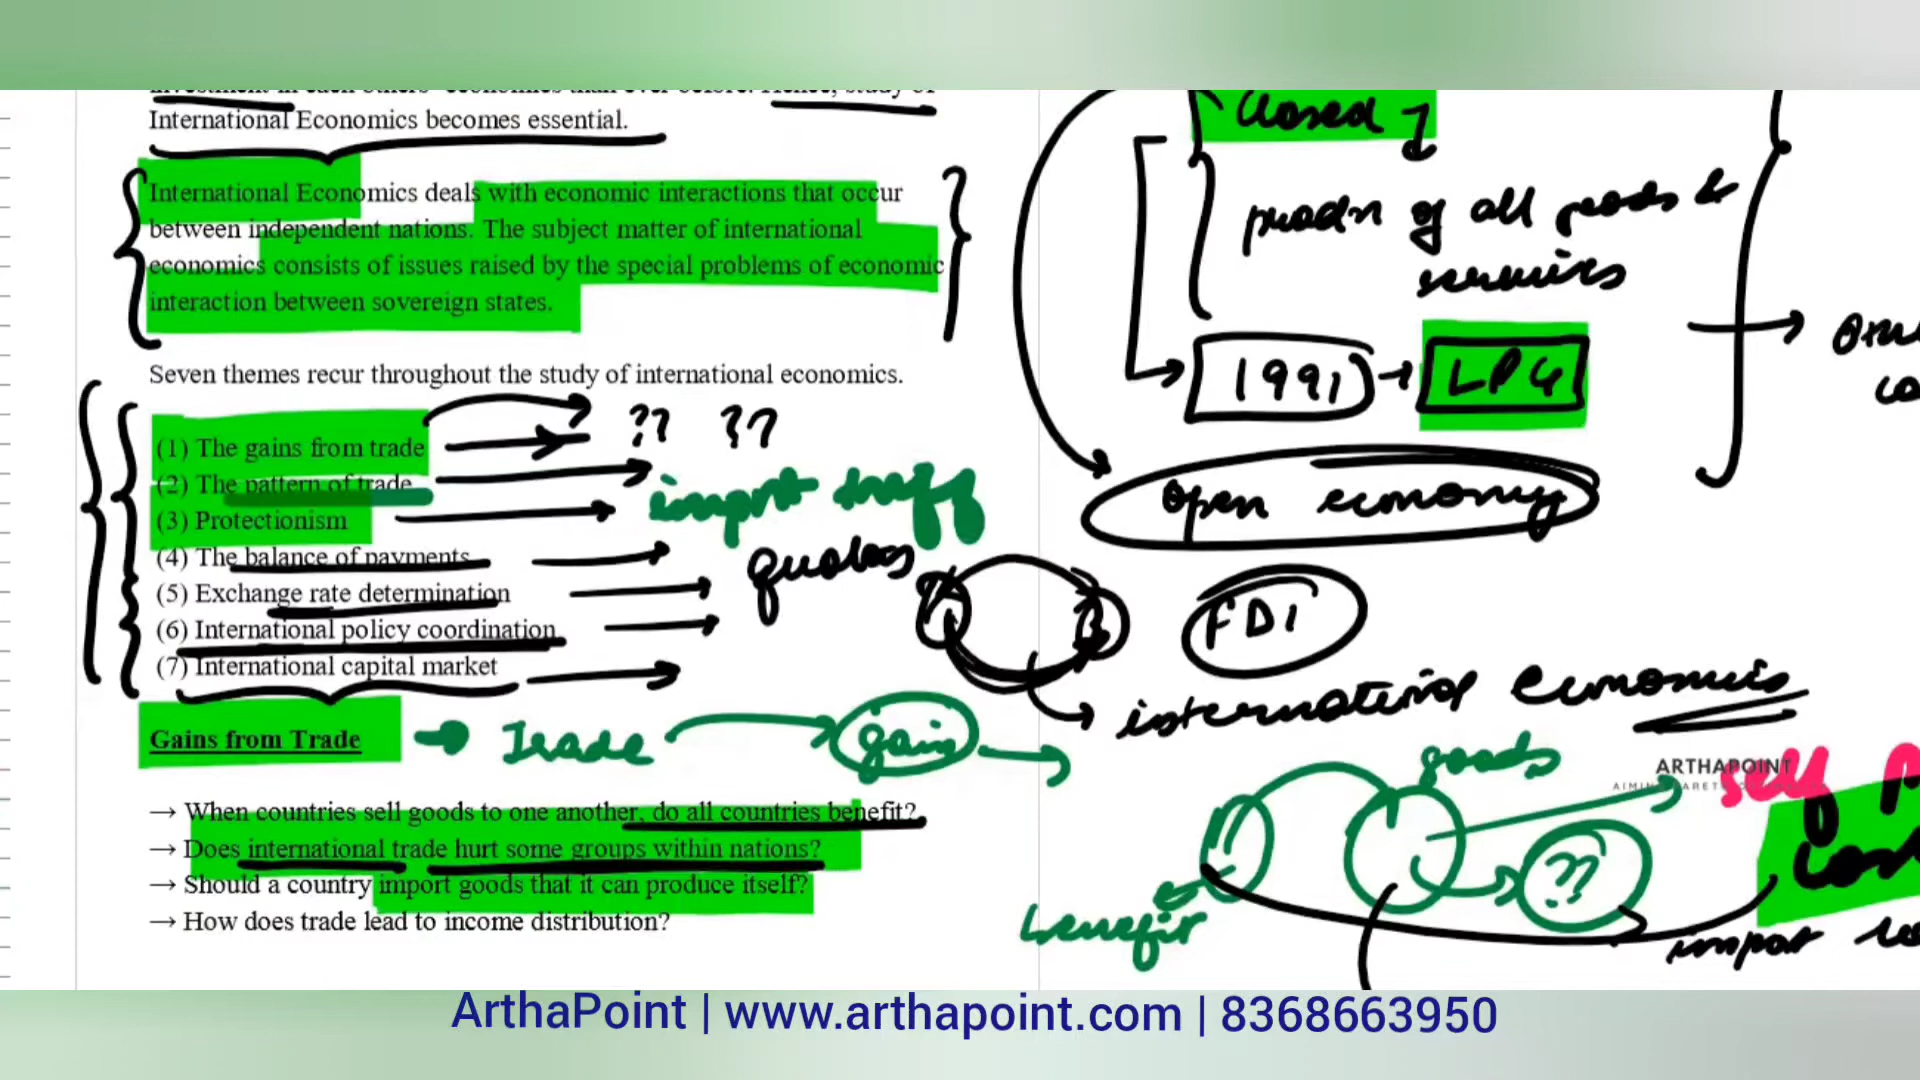 International Economics becomes essential.
International Economics deals with economic interactions that occur
between independent nations. The subject matter of international
economics consists of issues raised by the special problems of economic
interaction between sovereign states.
Seven themes recur throughout the study of international economics.
(1) The gains from trade
(2) The pattern of trade
(3) Protectionism
(4) The balance of payments
(5) Exchange rate determination
(6) International policy coordination
(7) International capital market
?? ??
import
quotas
Gains from Trade
Trade
gain
→ When countries sell goods to one another, do all countries benefit?
→ Does international trade hurt some groups within nations?
→ Should a country import goods that it can produce itself?
→ How does trade lead to income distribution?
Closed
prodn of all goods &
services
1991 → LPG
open economy
FDI
international economics
goods
ARTHAPOINT
self
??
benefit
import
ArthaPoint | www.arthapoint.com | 8368663950